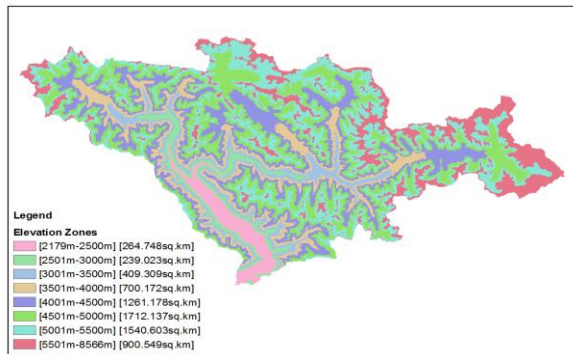 Legend
Elevation Zones
[2179m-2500m] [264.748sq.km]
[2501m-3000m] [239.023sq.km]
[3001m-3500m] [409.309sq.km]
[3501m-4000m] [700.172sq.km]
[4001m-4500m] [1261.178sq.km]
[4501m-5000m] [1712.137sq.km]
[5001m-5500m] [1540.603sq.km]
[5501m-8566m] [900.549sq.km]